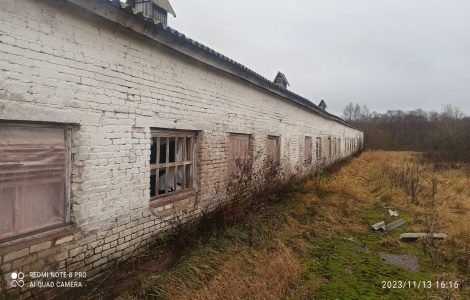 REDMI NOTE 8 PRO
AI QUAD CAMERA
2023/11/13 16:16